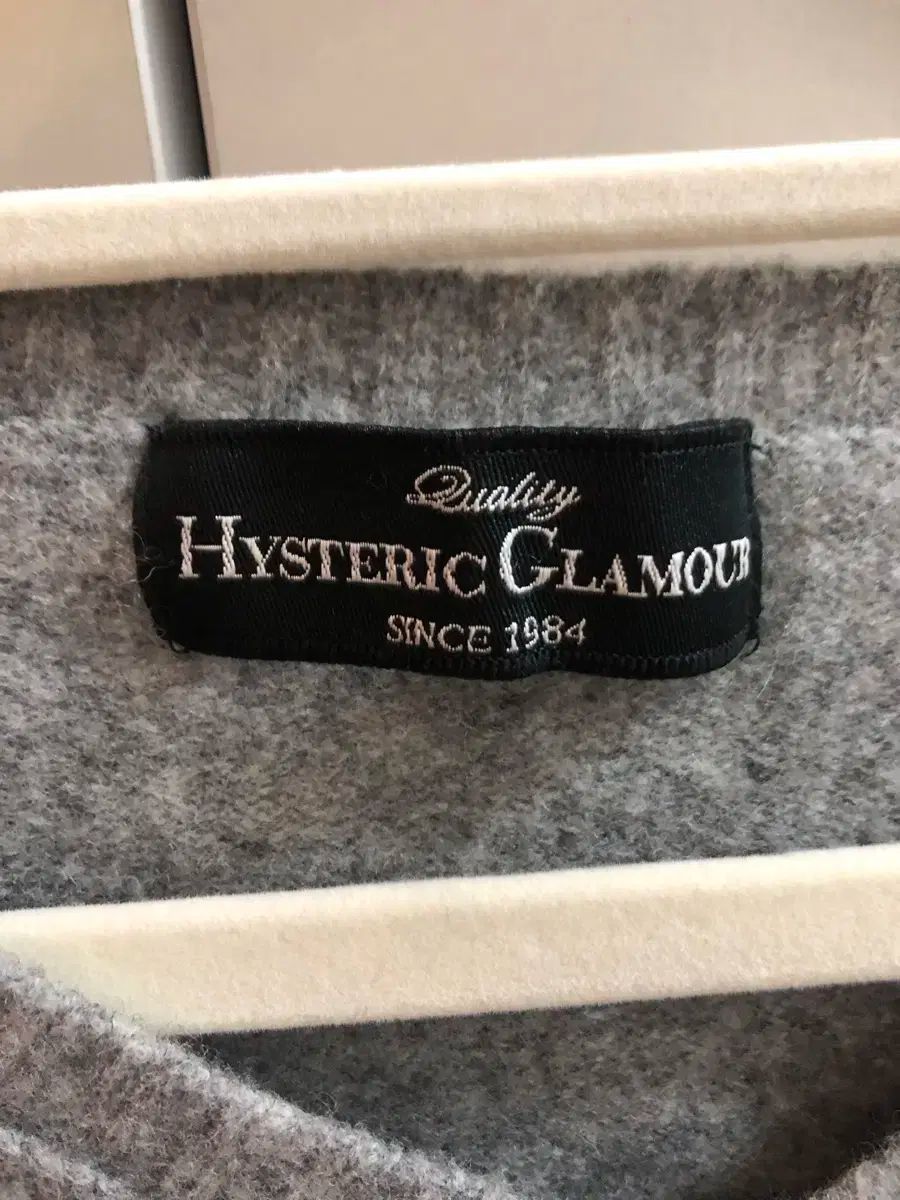 Quality
HYSTERIC GLAMOUR
SINCE 1984